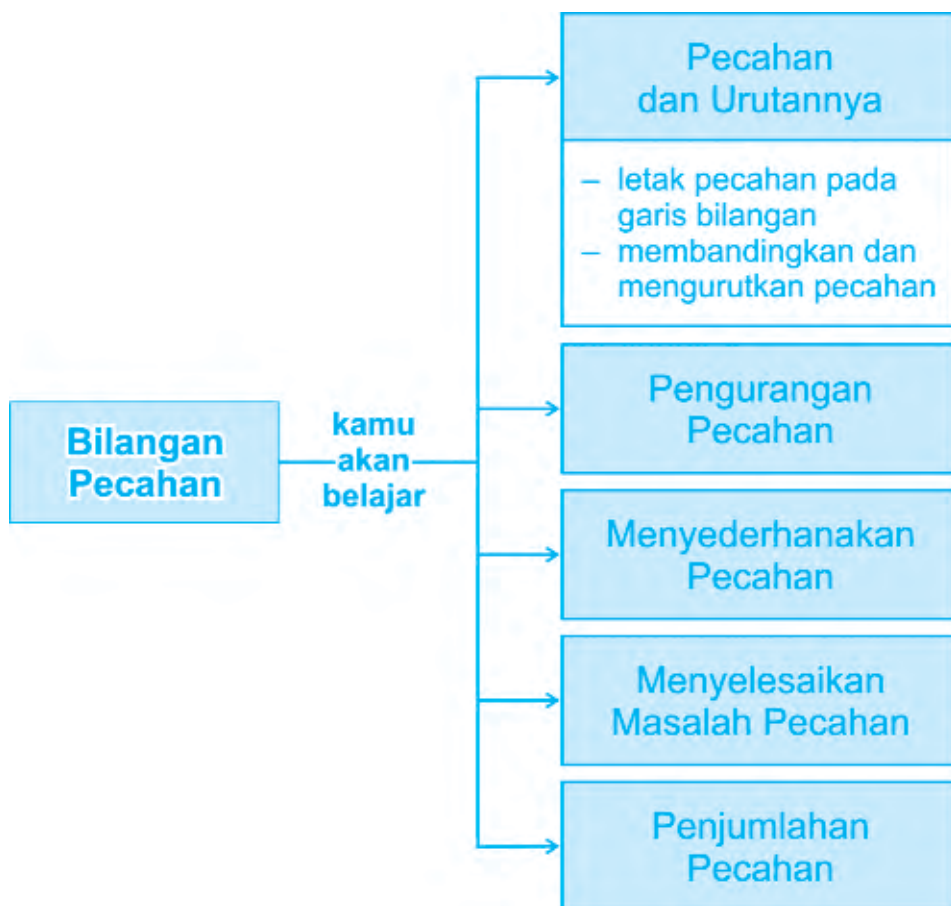 Bilangan
Pecahan
kamu
akan
belajar
Pecahan
dan Urutannya
– letak pecahan pada
garis bilangan
– membandingkan dan
mengurutkan pecahan
Pengurangan
Pecahan
Menyederhanakan
Pecahan
Menyelesaikan
Masalah Pecahan
Penjumlahan
Pecahan